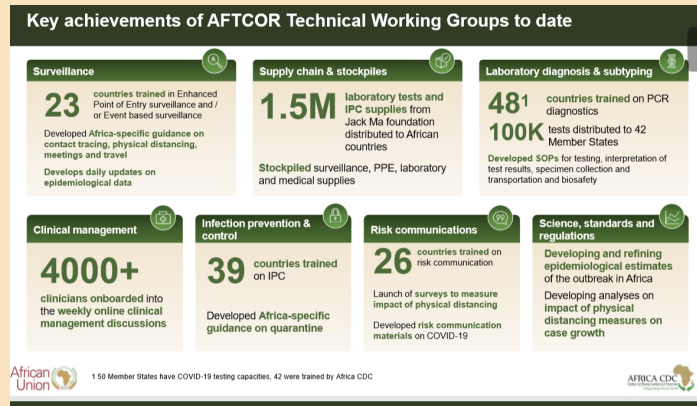 Key achievements of AFTCOR Technical Working Groups to date
Surveillance
23
countries trained in Enhanced
Point of Entry surveillance and /
or Event based surveillance
Developed Africa-specific guidance on
contact tracing, physical distancing,
meetings and travel
Develops daily updates on
epidemiological data
Supply chain & stockpiles
1.5M
laboratory tests and
IPC supplies from
Jack Ma foundation
distributed to African
countries
Stockpiled surveillance, PPE, laboratory
and medical supplies
Laboratory diagnosis & subtyping
48¹
countries trained on PCR
diagnostics
100K
tests distributed to 42
Member States
Developed SOPs for testing, interpretation of
test results, specimen collection and
transportation and biosafety
Clinical management
4000+
clinicians onboarded into
the weekly online clinical
management discussions
Infection prevention &
control
39
countries trained
on IPC
Developed Africa-specific
guidance on quarantine
Risk communications
26
countries trained on
risk communication
Launch of surveys to measure
impact of physical distancing
Developed risk communication
materials on COVID-19
Science, standards and
regulations
Developing and refining
epidemiological estimates
of the outbreak in Africa
Developing analyses on
impact of physical
distancing measures on
case growth
African
Union
1 50 Member States have COVID-19 testing capacities, 42 were trained by Africa CDC
AFRICA CDC